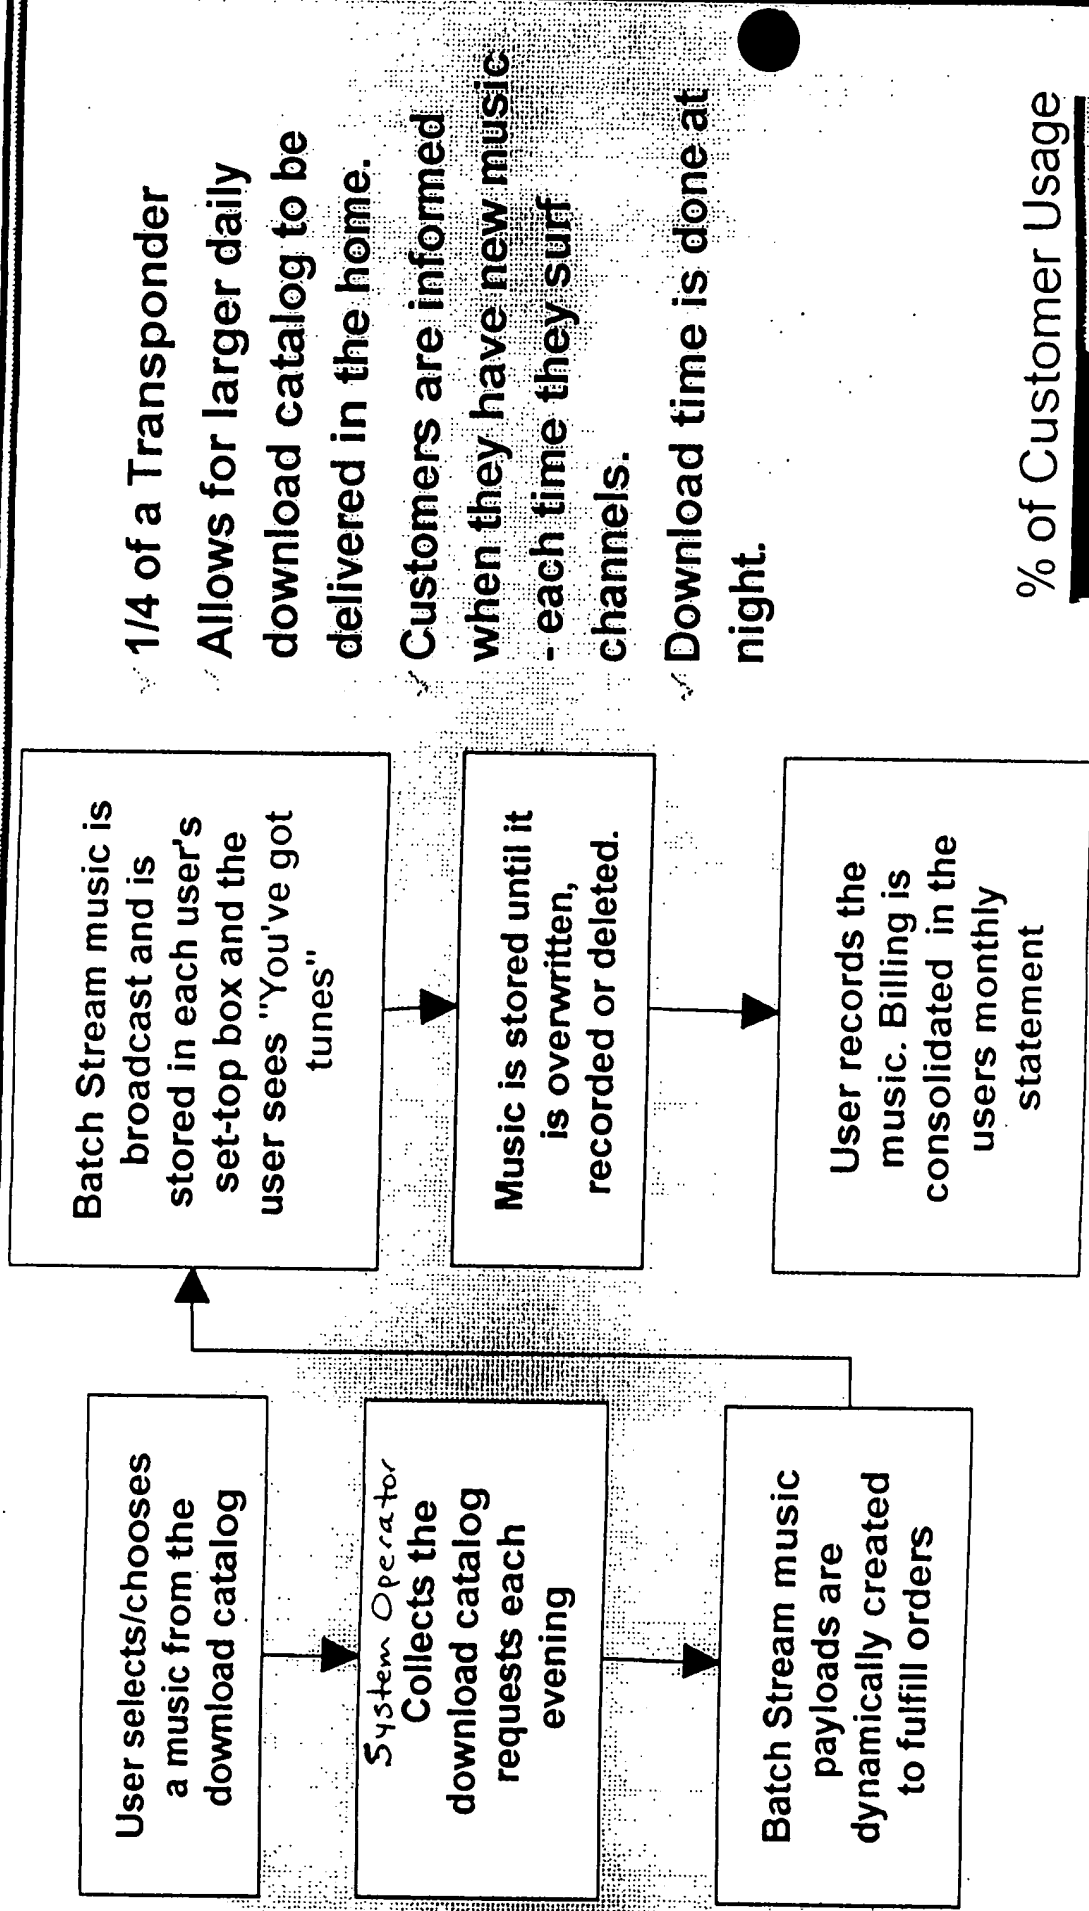 User selects/chooses
a music from the
download catalog
System Operator
Collects the
download catalog
requests each
evening
Batch Stream music
payloads are
dynamically created
to fulfill orders
Batch Stream music is
broadcast and is
stored in each user's
set-top box and the
user sees "You've got
tunes"
Music is stored until it
is overwritten,
recorded or deleted.
User records the
music. Billing is
consolidated in the
users monthly
statement
✓ 1/4 of a Transponder
✓ Allows for larger daily
download catalog to be
delivered in the home.
✓ Customers are informed
when they have new music
- each time they surf
channels.
✓ Download time is done at
night.
% of Customer Usage